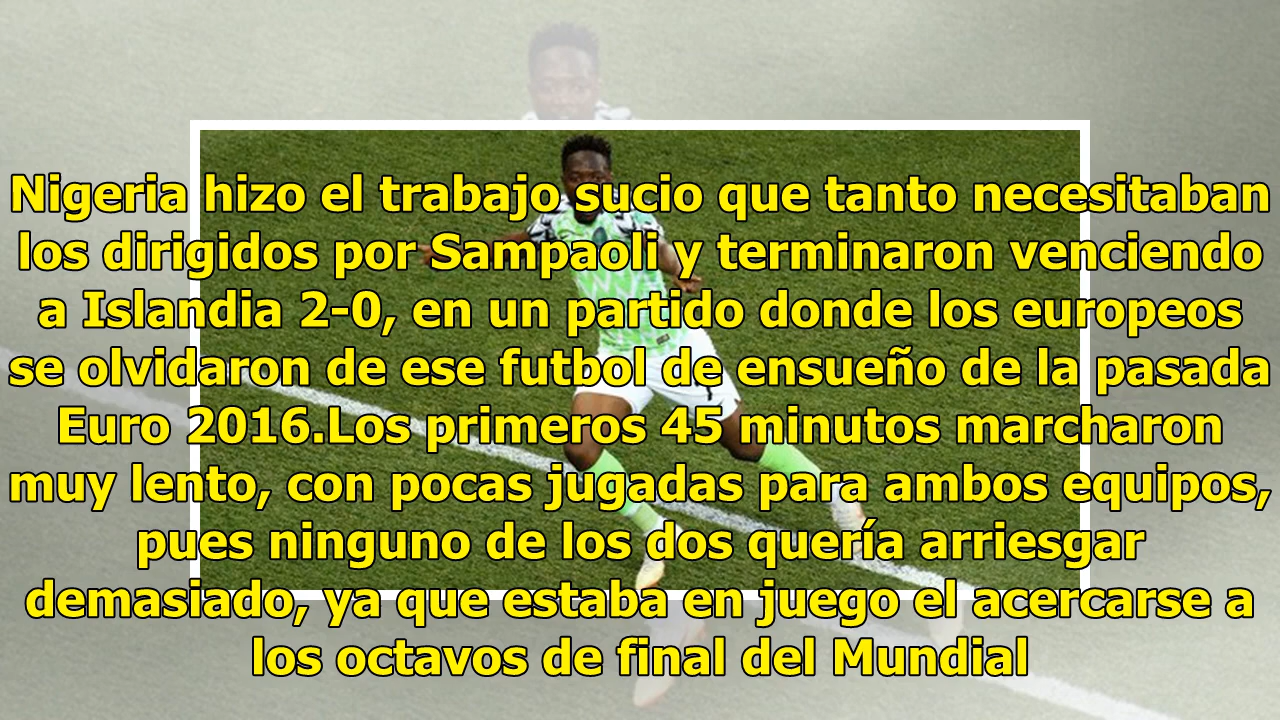 Nigeria hizo el trabajo sucio que tanto necesitaban
los dirigidos por Sampaoli y terminaron venciendo
a Islandia 2-0, en un partido donde los europeos
se olvidaron de ese futbol de ensueño de la pasada
Euro 2016.Los primeros 45 minutos marcharon
muy lento, con pocas jugadas para ambos equipos,
pues ninguno de los dos quería arriesgar
demasiado, ya que estaba en juego el acercarse a
los octavos de final del Mundial